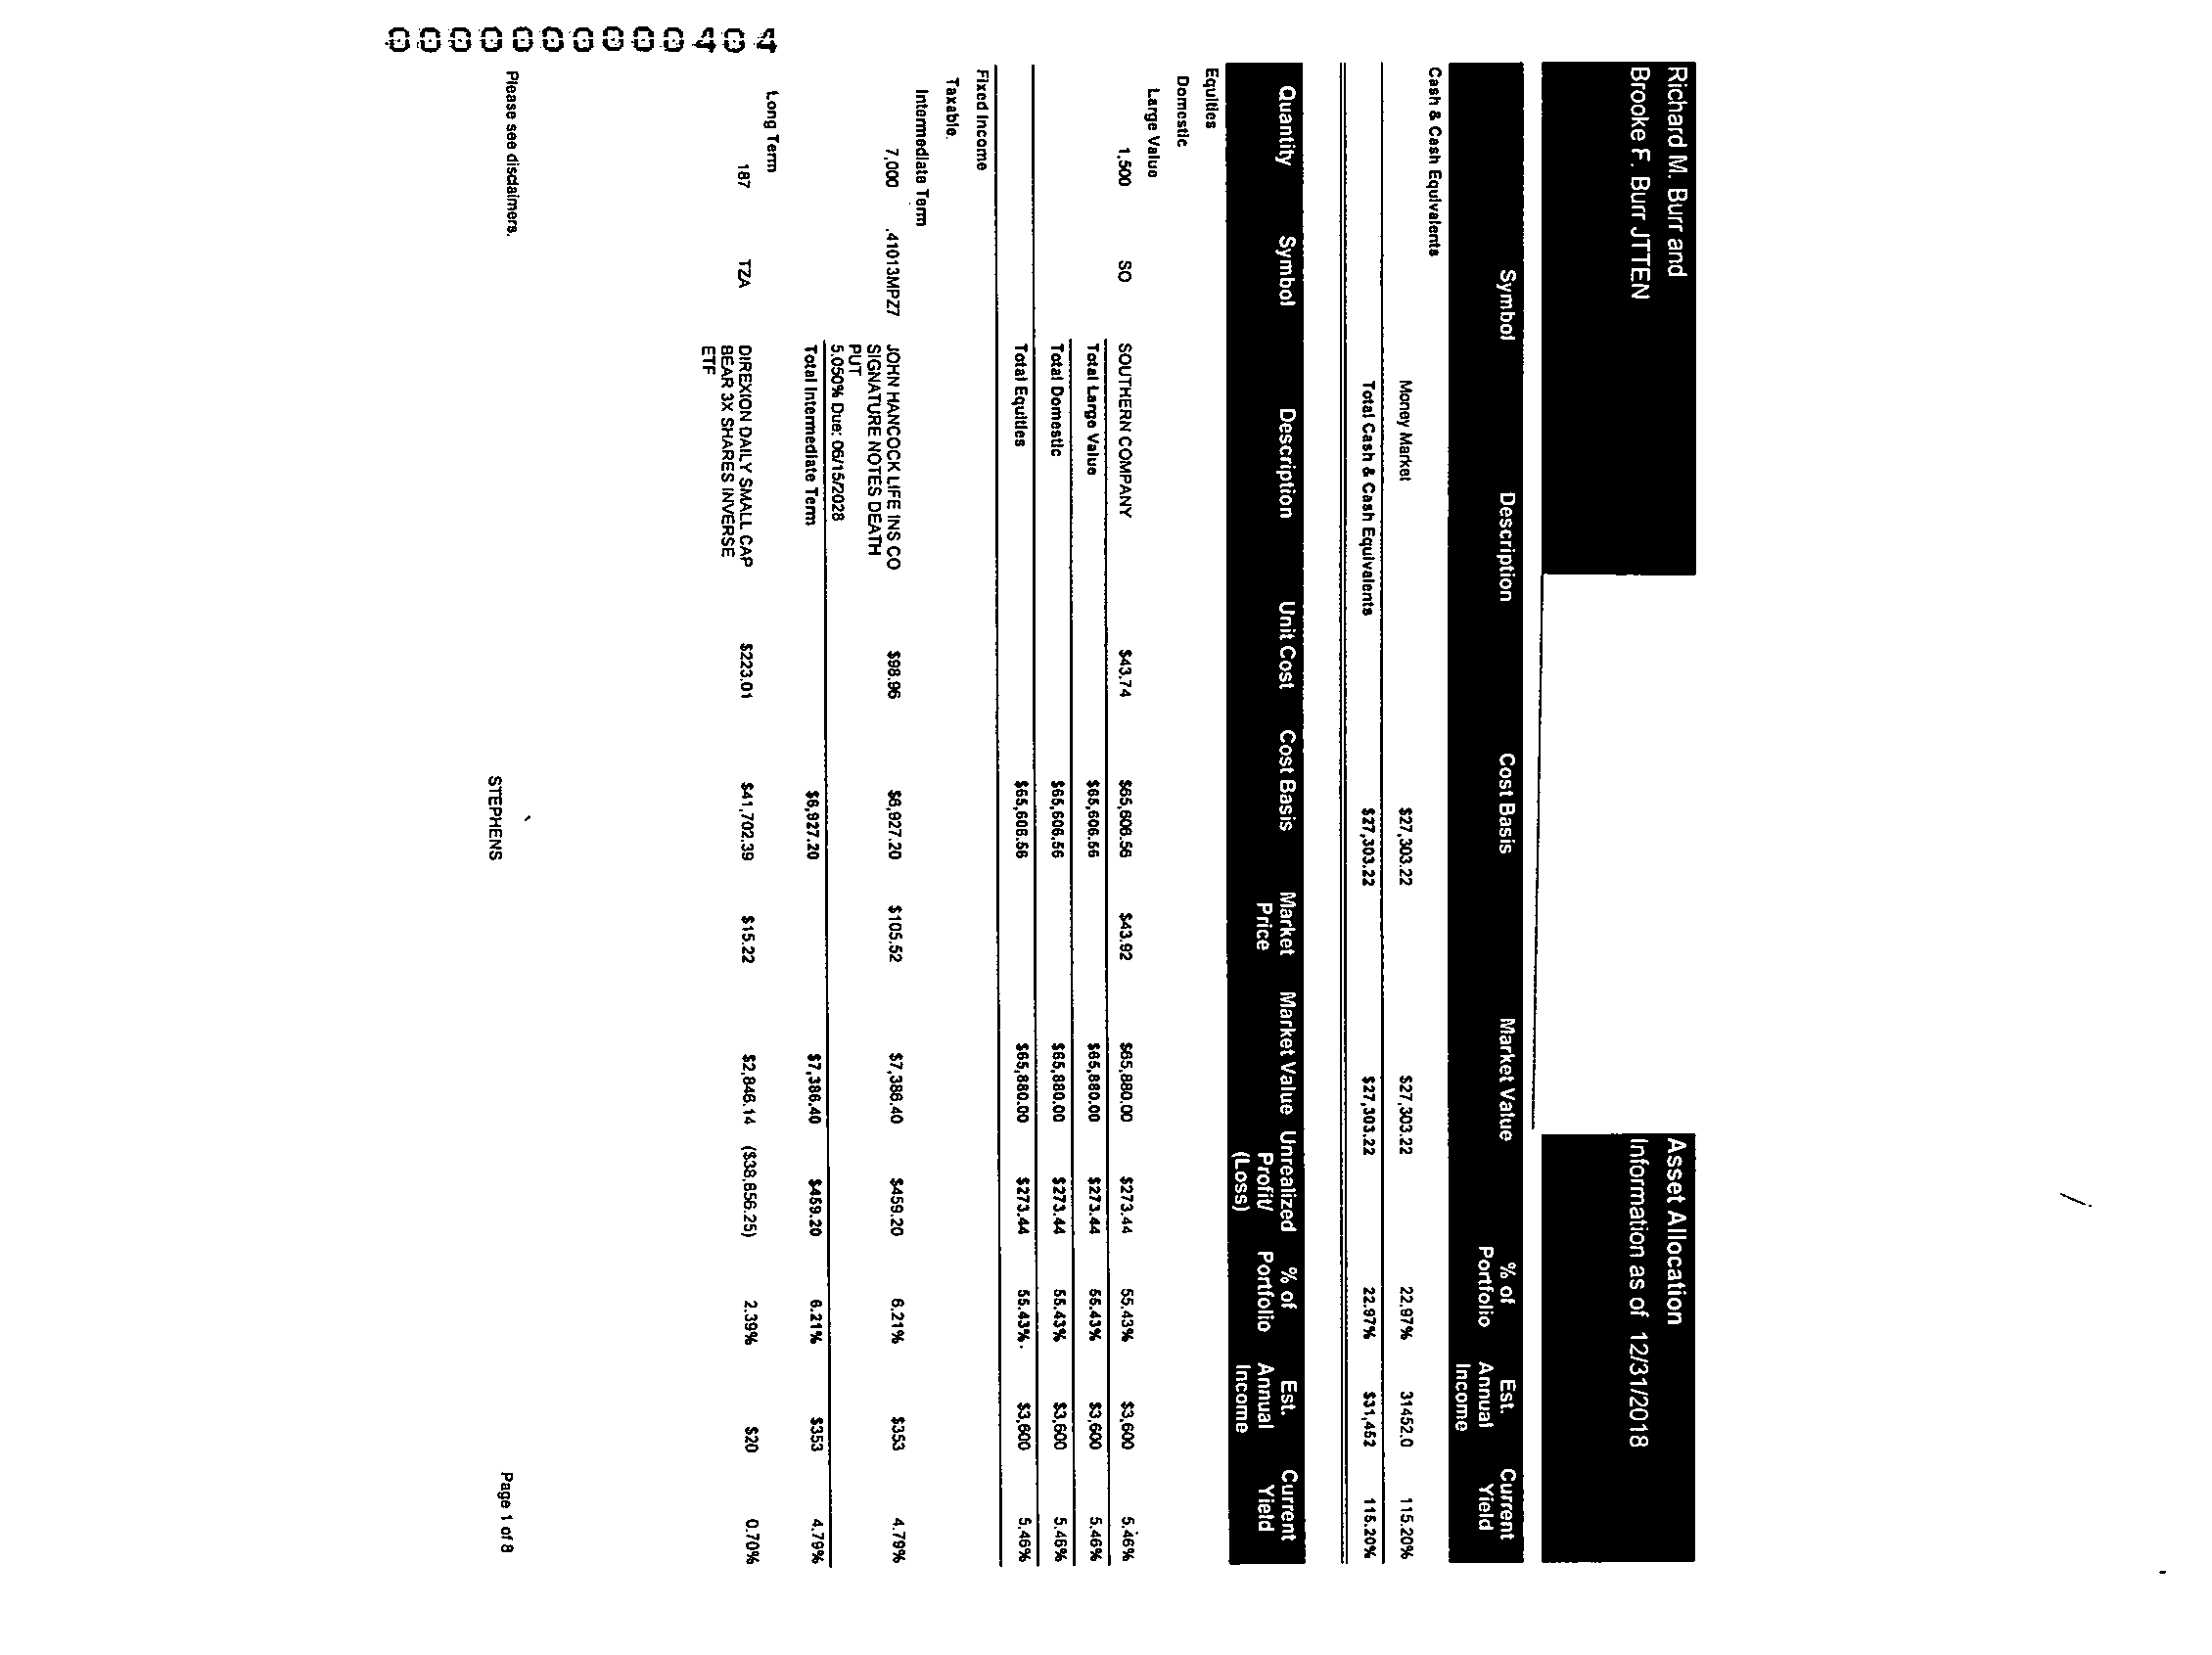 Richard M. Burr and
Brooke F. Burr JTTEN
Asset Allocation
Information as of 12/31/2018
Symbol Description Cost Basis Market Value % of Portfolio Est. Annual Income Current Yield
Cash & Cash Equivalents
Money Market $27,303.22 $27,303.22 22.97% 31452.0 115.20%
Total Cash & Cash Equivalents $27,303.22 $27,303.22 22.97% $31,452 115.20%
Quantity Symbol Description Unit Cost Cost Basis Market Price Market Value Unrealized Profit/ (Loss) % of Portfolio Est. Annual Income Current Yield
Equities
Domestic
Large Value
1,500 SO SOUTHERN COMPANY $43.74 $65,606.56 $43.92 $65,880.00 $273.44 55.43% $3,600 5.46%
Total Large Value $65,606.56 $65,880.00 $273.44 55.43% $3,600 5.46%
Total Domestic $65,606.56 $65,880.00 $273.44 55.43% $3,600 5.46%
Total Equities $65,606.56 $65,880.00 $273.44 55.43% $3,600 5.46%
Fixed Income
Taxable
Intermediate Term
7,000 41013MPZ7 JOHN HANCOCK LIFE INS CO $98.96 $6,927.20 $105.52 $7,386.40 $459.20 6.21% $353 4.79%
SIGNATURE NOTES DEATH
PUT
5.050% Due: 06/15/2028
Total Intermediate Term $6,927.20 $7,386.40 $459.20 6.21% $353 4.79%
Long Term
187 TZA DIREXION DAILY SMALL CAP $223.01 $41,702.39 $15.22 $2,846.14 ($38,856.25) 2.39% $20 0.70%
BEAR 3X SHARES INVERSE
ETF
Please see disclaimers.
STEPHENS
Page 1 of 8